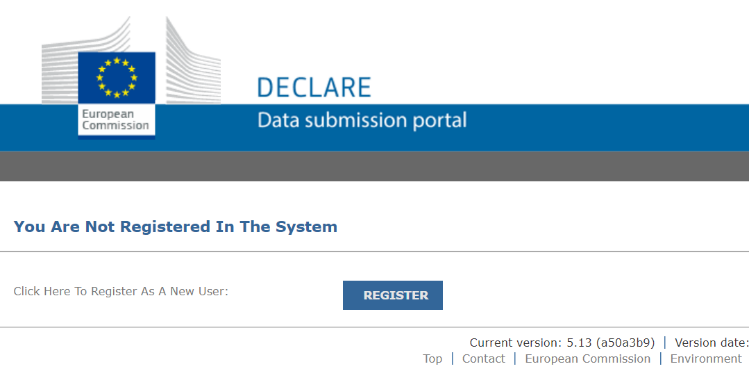 European
Commission
DECLARE
Data submission portal
You Are Not Registered In The System
Click Here To Register As A New User:
REGISTER
Current version: 5.13 (a50a3b9) | Version date:
Top | Contact | European Commission | Environment